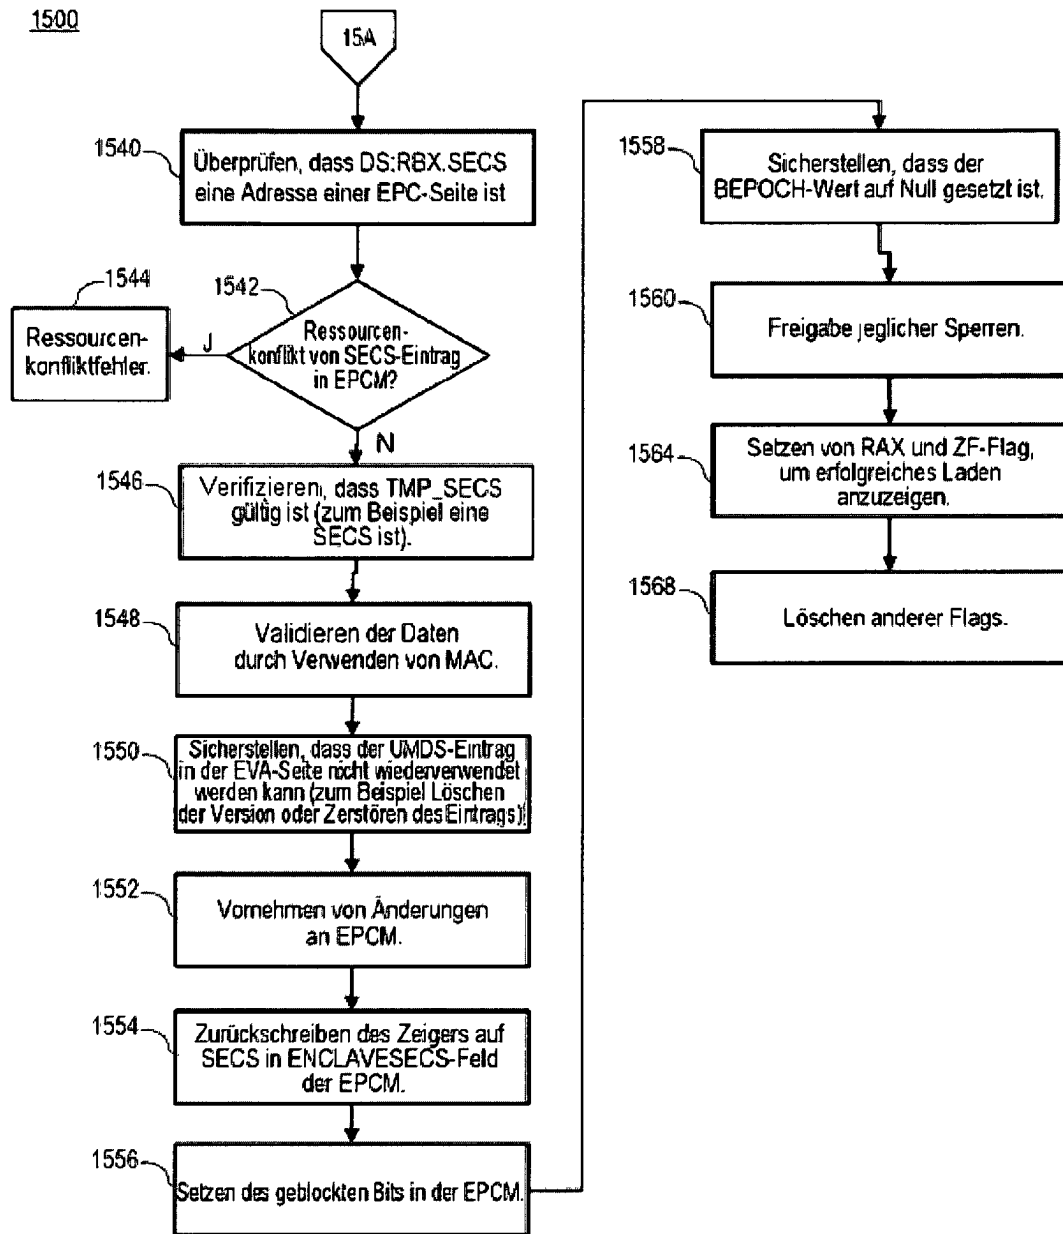 1500
15A
1540
Überprüfen, dass DS:RBX.SECS
eine Adresse einer EPC-Seite ist
1542
Ressourcen-
konflikt von SECS-Eintrag
in EPCM?
J
1544
Ressourcen-
konfliktfehler.
N
1546
Verifizieren, dass TMP_SECS
gültig ist (zum Beispiel eine
SECS ist).
1548
Validieren der Daten
durch Verwenden von MAC.
1550
Sicherstellen, dass der UMDS-Eintrag
in der EVA-Seite nicht wiederverwendet
werden kann (zum Beispiel Löschen
der Version oder Zerstören des Eintrags)
1552
Vornehmen von Änderungen
an EPCM.
1554
Zurückschreiben des Zeigers auf
SECS in ENCLAVESECS-Feld
der EPCM.
1556
Setzen des geblockten Bits in der EPCM.
1558
Sicherstellen, dass der
BEPOCH-Wert auf Null gesetzt ist.
1560
Freigabe jeglicher Sperren.
1564
Setzen von RAX und ZF-Flag,
um erfolgreiches Laden
anzuzeigen.
1568
Löschen anderer Flags.